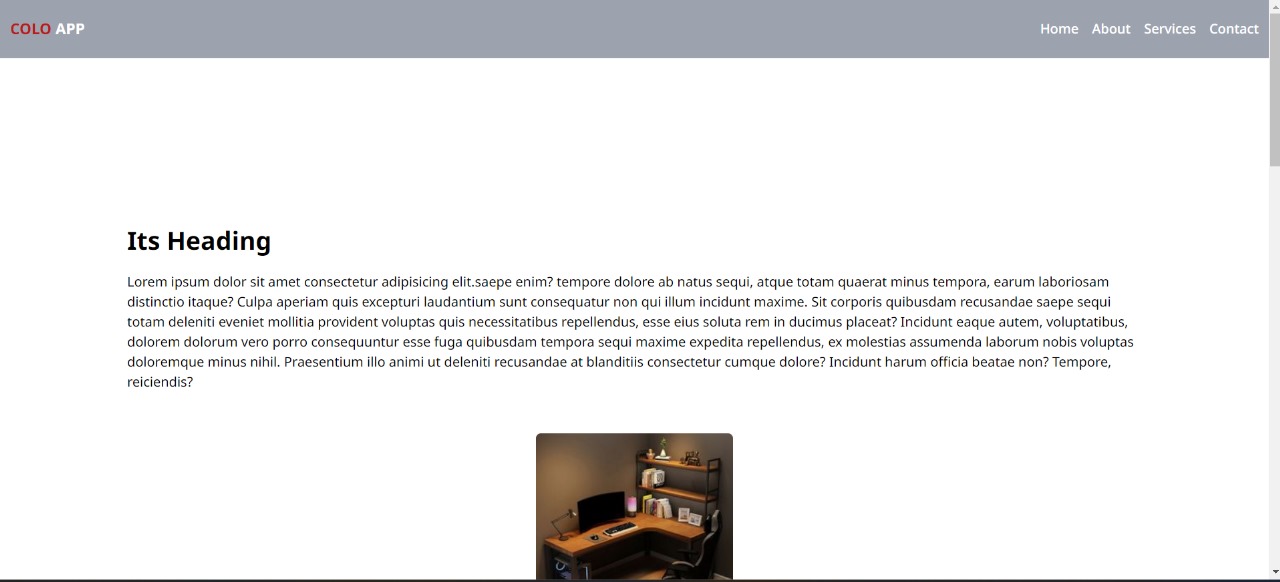 COLO APP
Home About Services Contact
Its Heading
Lorem ipsum dolor sit amet consectetur adipisicing elit.saepe enim? tempore dolore ab natus sequi, atque totam quaerat minus tempora, earum laboriosam
distinctio itaque? Culpa aperiam quis excepturi laudantium sunt consequatur non qui illum incidunt maxime. Sit corporis quibusdam recusandae saepe sequi
totam deleniti eveniet mollitia provident voluptas quis necessitatibus repellendus, esse eius soluta rem in ducimus placeat? Incidunt eaque autem, voluptatibus,
dolorem dolorum vero porro consequuntur esse fuga quibusdam tempora sequi maxime expedita repellendus, ex molestias assumenda laborum nobis voluptas
doloremque minus nihil. Praesentium illo animi ut deleniti recusandae at blanditiis consectetur cumque dolore? Incidunt harum officia beatae non? Tempore,
reiciendis?